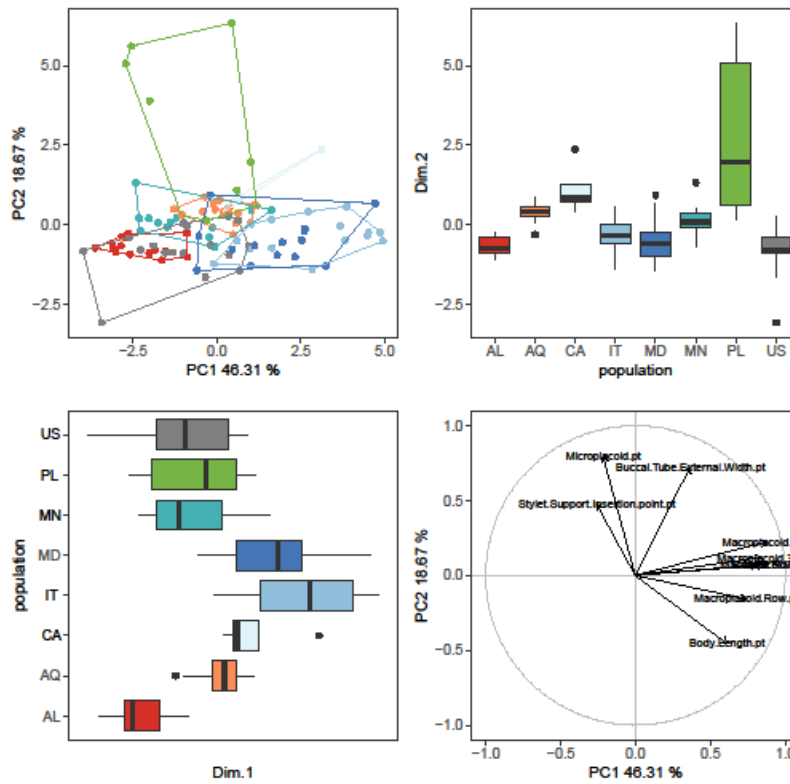 5.0
2.5
0.0
−2.5
PC2 18.67 %
−2.5
0.0
2.5
5.0
PC1 46.31 %
5.0
2.5
0.0
−2.5
Dim.2
AL
AQ
CA
IT
MD
MN
PL
US
population
US
PL
MN
MD
IT
CA
AQ
AL
population
Dim.1
1.0
0.5
0.0
−0.5
−1.0
PC2 18.67 %
Microplacoid.pt
Buccal.Tube.External.Width.pt
Stylet.Support.Insertion.point.pt
Macroplacoid.
Macroplacoid.
Macroplacoid.Row.p
Body.Length.pt
−1.0
−0.5
0.0
0.5
1.0
PC1 46.31 %